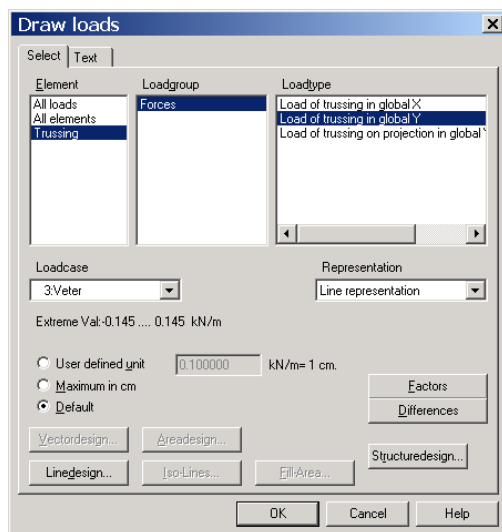 Draw loads
Select Text
Element Loadgroup Loadtype
All loads Forces Load of trussing in global X
All elements Load of trussing in global Y
Trussing Load of trussing on projection in global
Loadcase Representation
3:Veter Line representation
Extreme Val:-0.145 .... 0.145 kN/m
User defined unit 0.100000 kN/m= 1 cm.
Maximum in cm
Factors
Default
Differences
Vectordesign... Areadesign...
Structuredesign...
Linedesign... Iso-Lines... Fill-Area...
OK Cancel Help